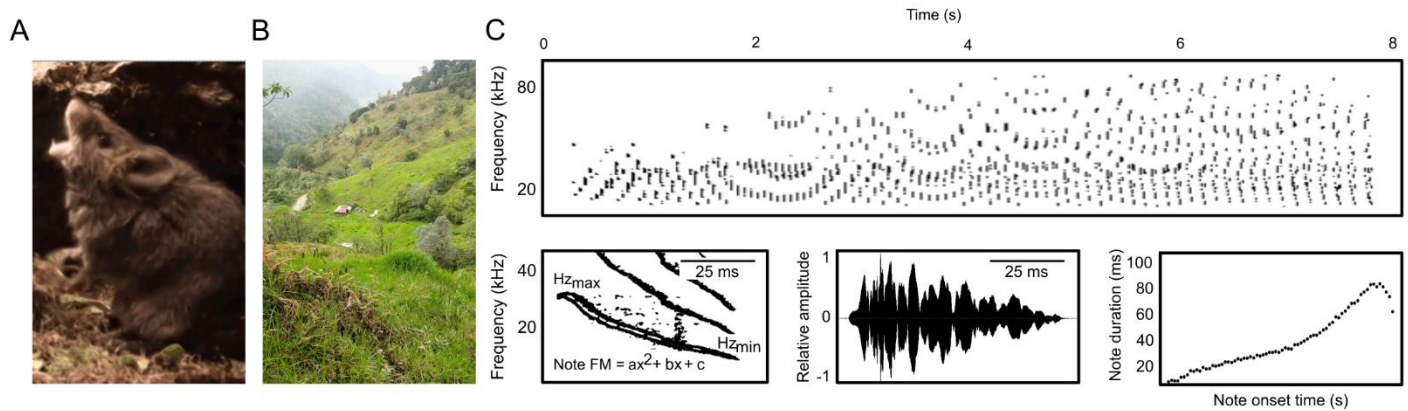 A
B
C
Time (s)
0
2
4
6
8
Frequency (kHz)
80
20
Frequency (kHz)
40
20
25 ms
Hzmax
Hzmin
Note FM = ax2 + bx + c
Relative amplitude
1
0
-1
25 ms
Note duration (ms)
100
80
60
40
20
Note onset time (s)